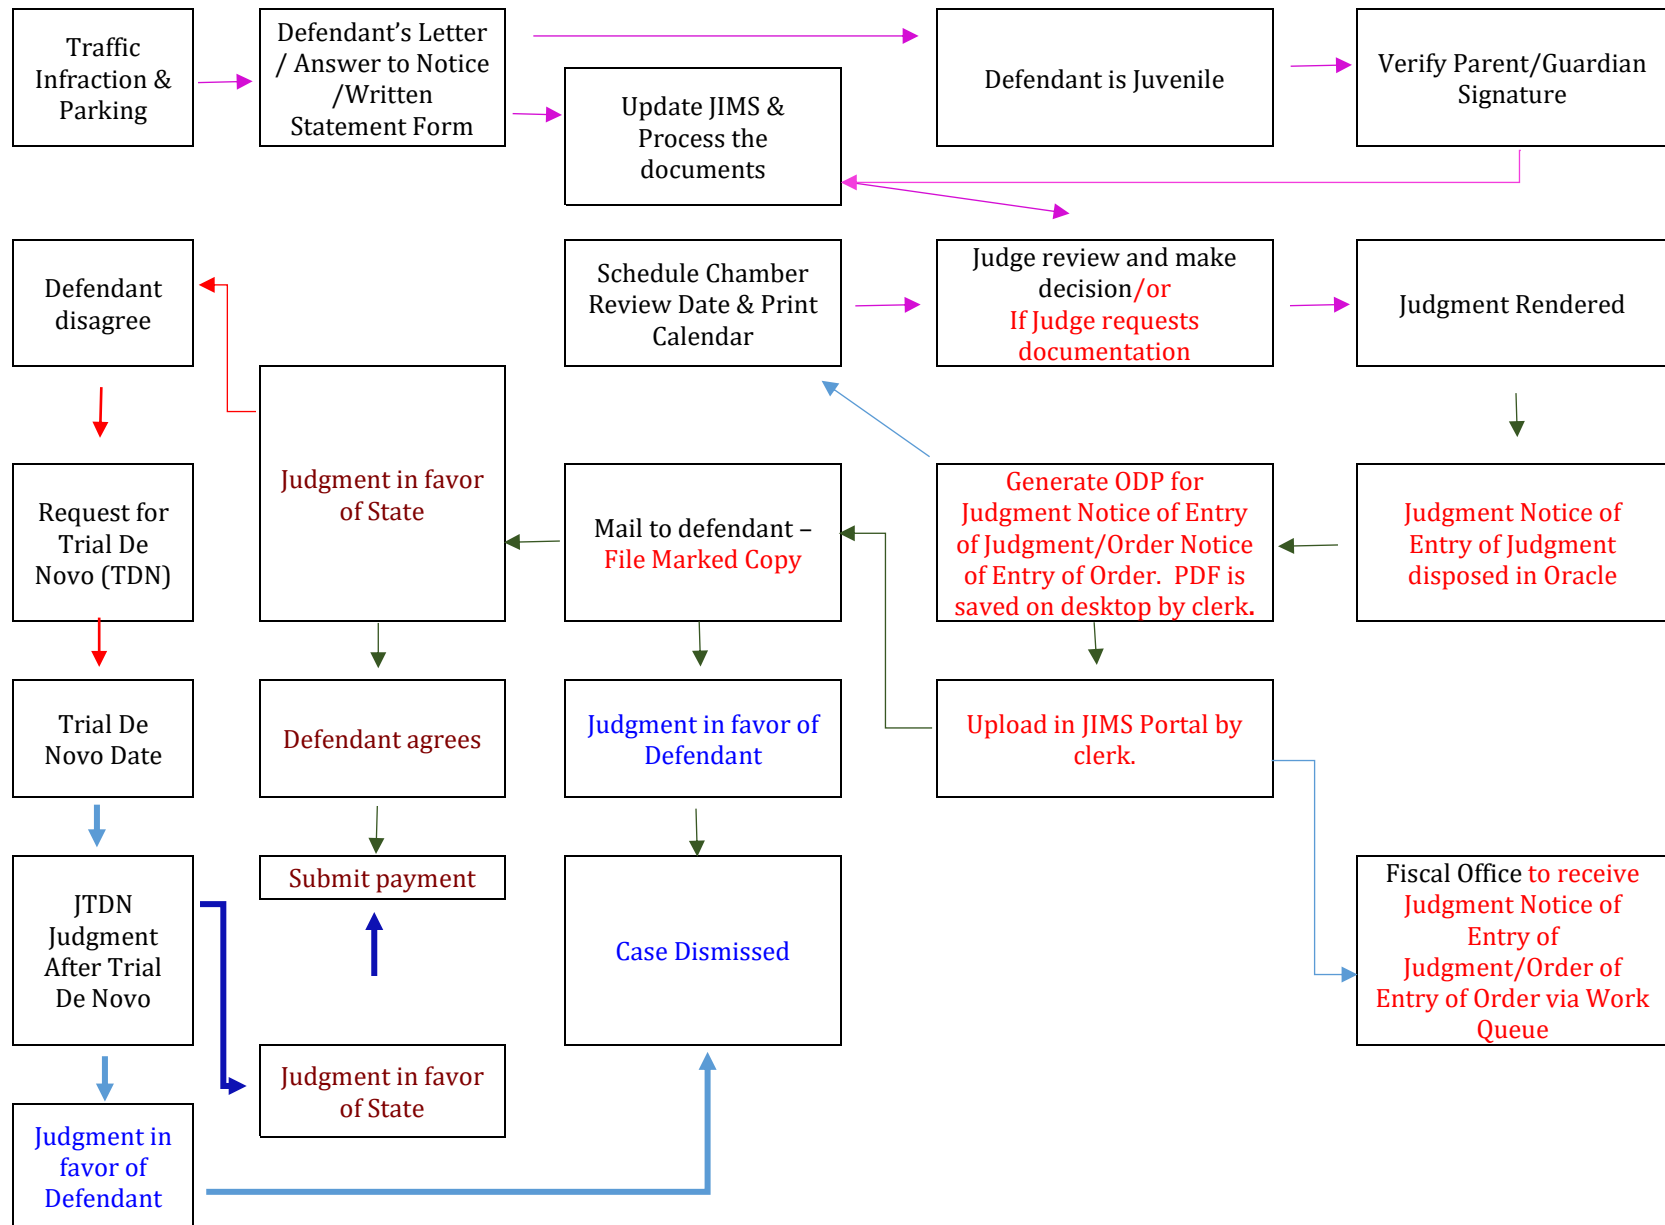 Traffic
Infraction &
Parking
Defendant’s Letter
/ Answer to Notice
/Written
Statement Form
Update JIMS &
Process the
documents
Defendant is Juvenile
Verify Parent/Guardian
Signature
Defendant
disagree
Schedule Chamber
Review Date & Print
Calendar
Judge review and make
decision/or
If Judge requests
documentation
Judgment Rendered
Request for
Trial De
Novo (TDN)
Judgment in favor
of State
Mail to defendant –
File Marked Copy
Generate ODP for
Judgment Notice of Entry
of Judgment/Order Notice
of Entry of Order.  PDF is
saved on desktop by clerk.
Judgment Notice of
Entry of Judgment
disposed in Oracle
Trial De
Novo Date
Defendant agrees
Judgment in favor of
Defendant
Upload in JIMS Portal by
clerk.
JTDN
Judgment
After Trial
De Novo
Submit payment
Case Dismissed
Fiscal Office to receive
Judgment Notice of
Entry of
Judgment/Order of
Entry of Order via Work
Queue
Judgment in favor
of State
Judgment in
favor of
Defendant